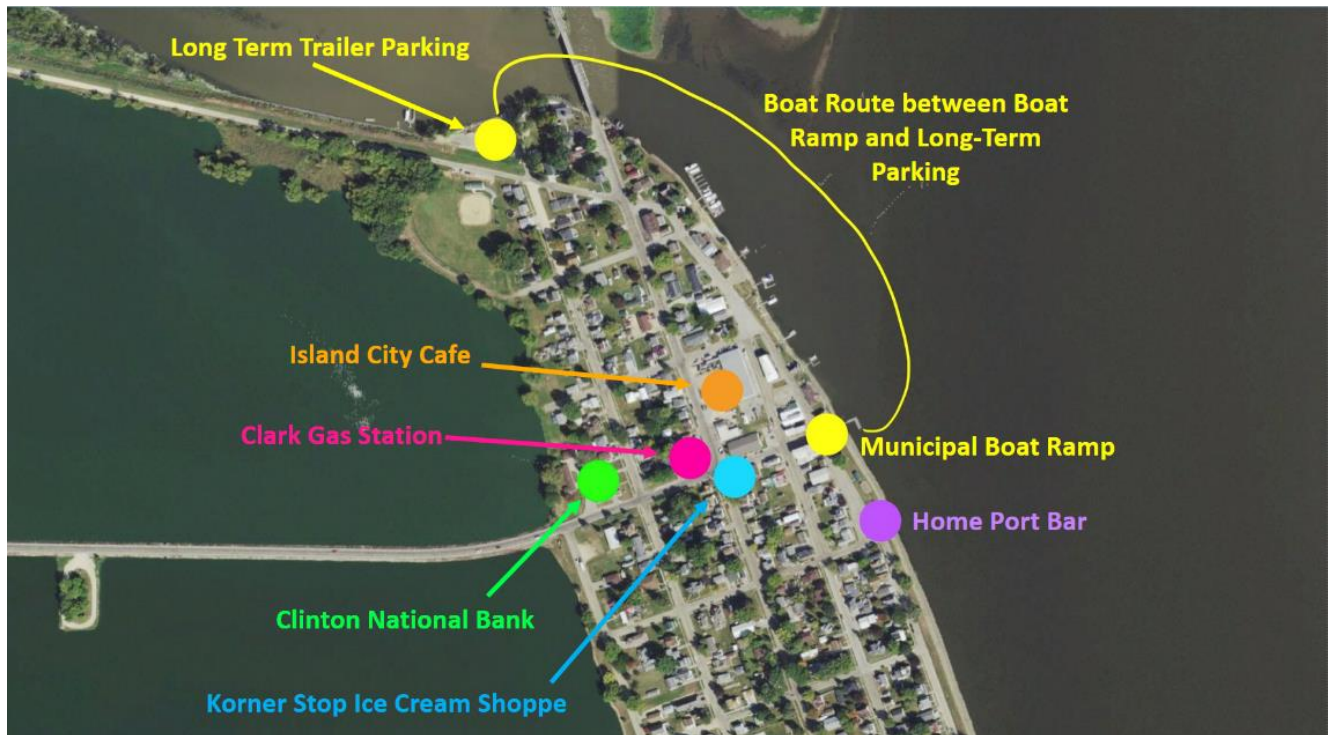 Long Term Trailer Parking
Boat Route between Boat
Ramp and Long-Term
Parking
Island City Cafe
Clark Gas Station
Municipal Boat Ramp
Home Port Bar
Clinton National Bank
Korner Stop Ice Cream Shoppe